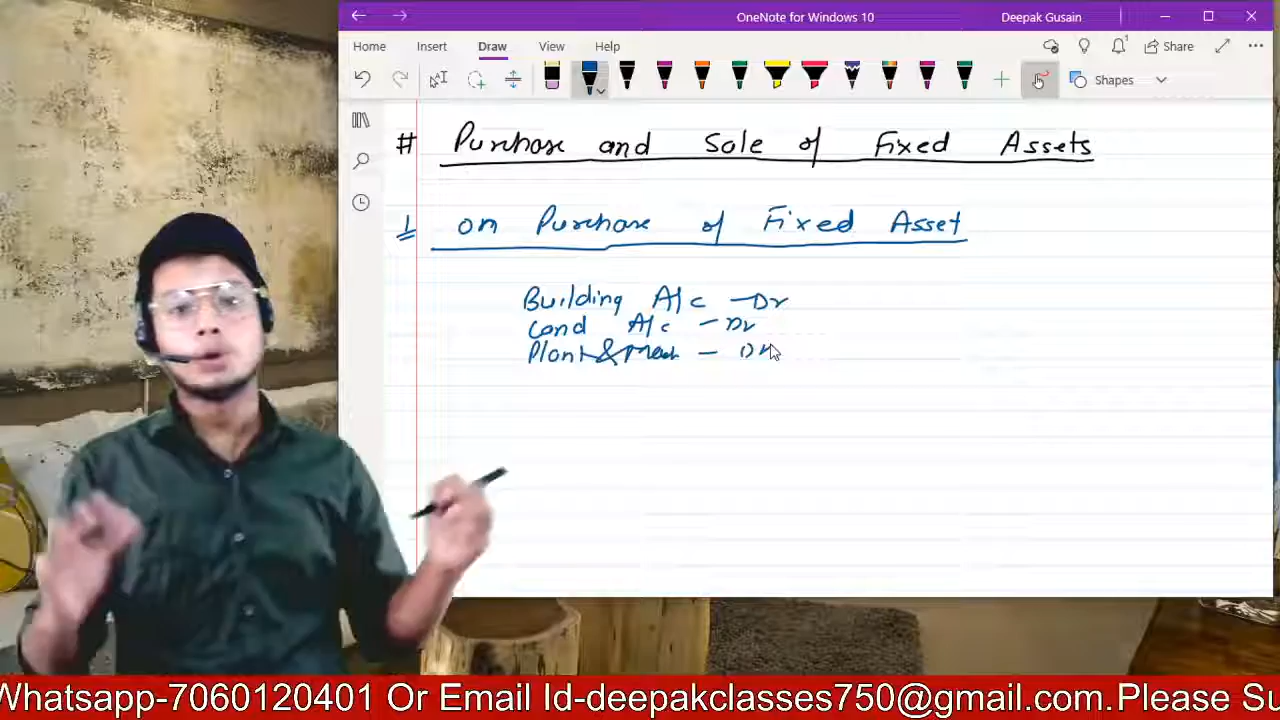 OneNote for Windows 10
Deepak Gusain
Home Insert Draw View Help
Share
Shapes
# Purchase and Sale of Fixed Assets
1 on Purchase of Fixed Asset
Building A/c - Dr
Land A/c - Dr
Plant & Mach - Dr
Whatsapp-7060120401 Or Email Id-deepakclasses750@gmail.com.Please Su